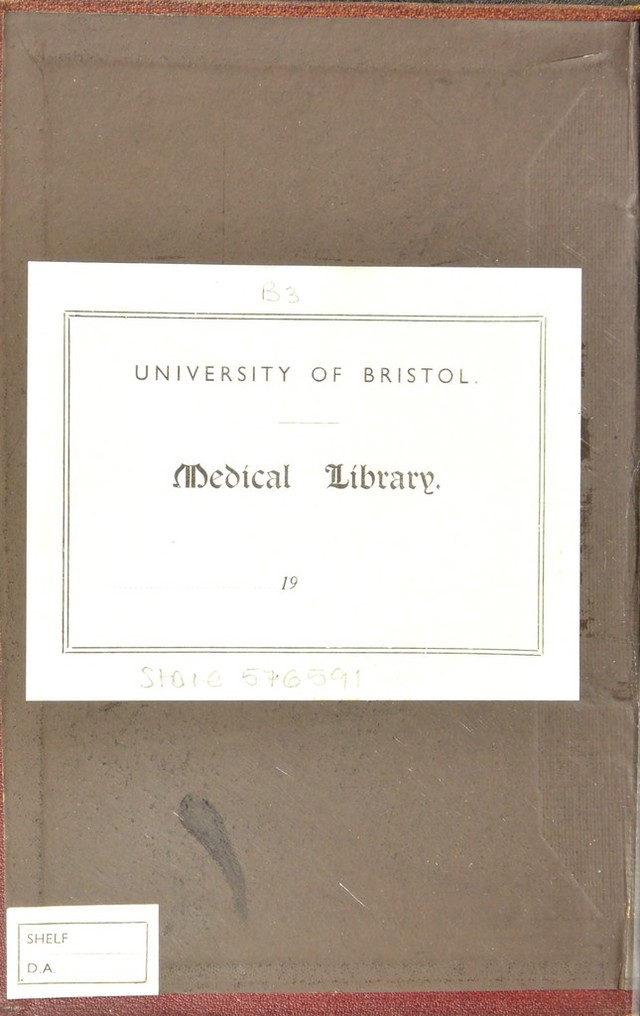 B3
UNIVERSITY OF BRISTOL.
Medical Library.
19
Store 576591
SHELF
D.A.